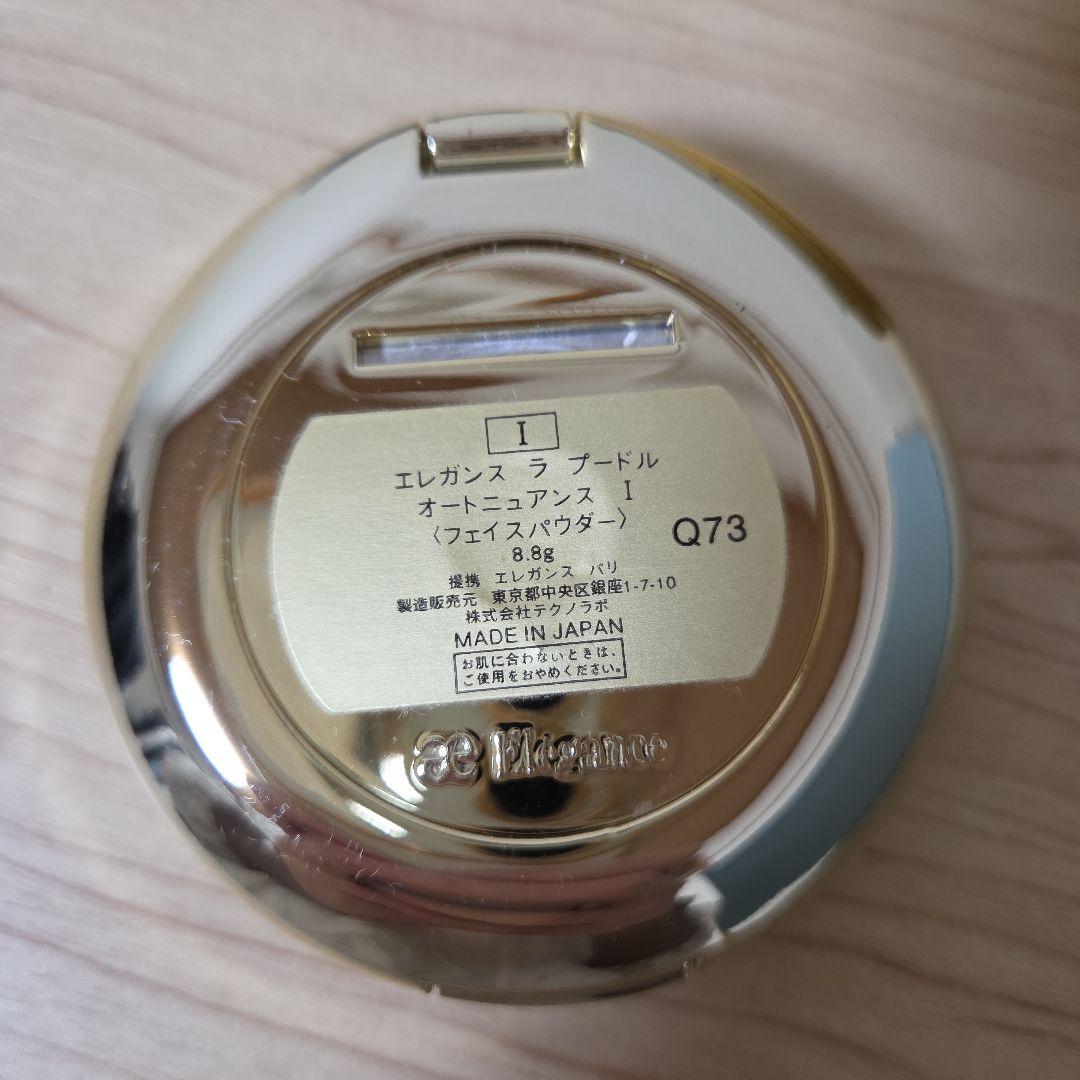 I
エレガンス ラ プードル
オートニュアンス I
〈フェイスパウダー〉
8.8g
Q73
提携 エレガンス パリ
製造販売元 東京都中央区銀座1-7-10
株式会社テクノラボ
MADE IN JAPAN
お肌に合わないときは、
ご使用をおやめください。
æ Elégance